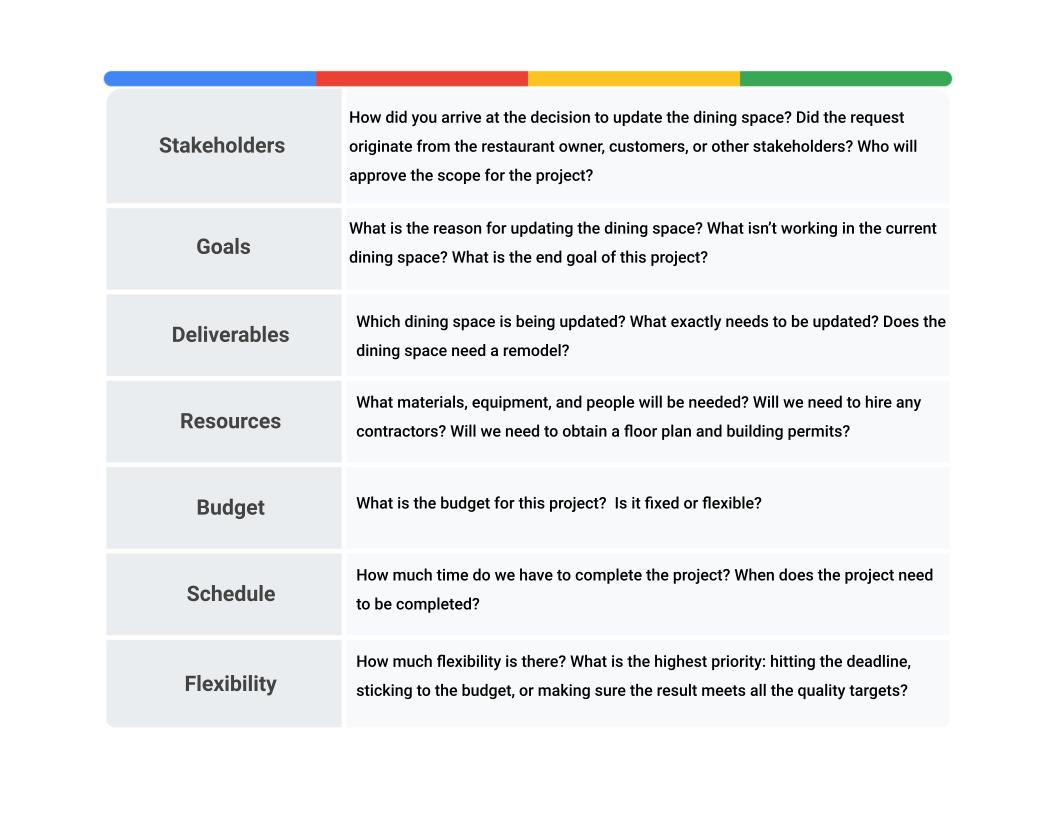 Stakeholders
How did you arrive at the decision to update the dining space? Did the request
originate from the restaurant owner, customers, or other stakeholders? Who will
approve the scope for the project?
Goals
What is the reason for updating the dining space? What isn’t working in the current
dining space? What is the end goal of this project?
Deliverables
Which dining space is being updated? What exactly needs to be updated? Does the
dining space need a remodel?
Resources
What materials, equipment, and people will be needed? Will we need to hire any
contractors? Will we need to obtain a floor plan and building permits?
Budget
What is the budget for this project?  Is it fixed or flexible?
Schedule
How much time do we have to complete the project? When does the project need
to be completed?
Flexibility
How much flexibility is there? What is the highest priority: hitting the deadline,
sticking to the budget, or making sure the result meets all the quality targets?